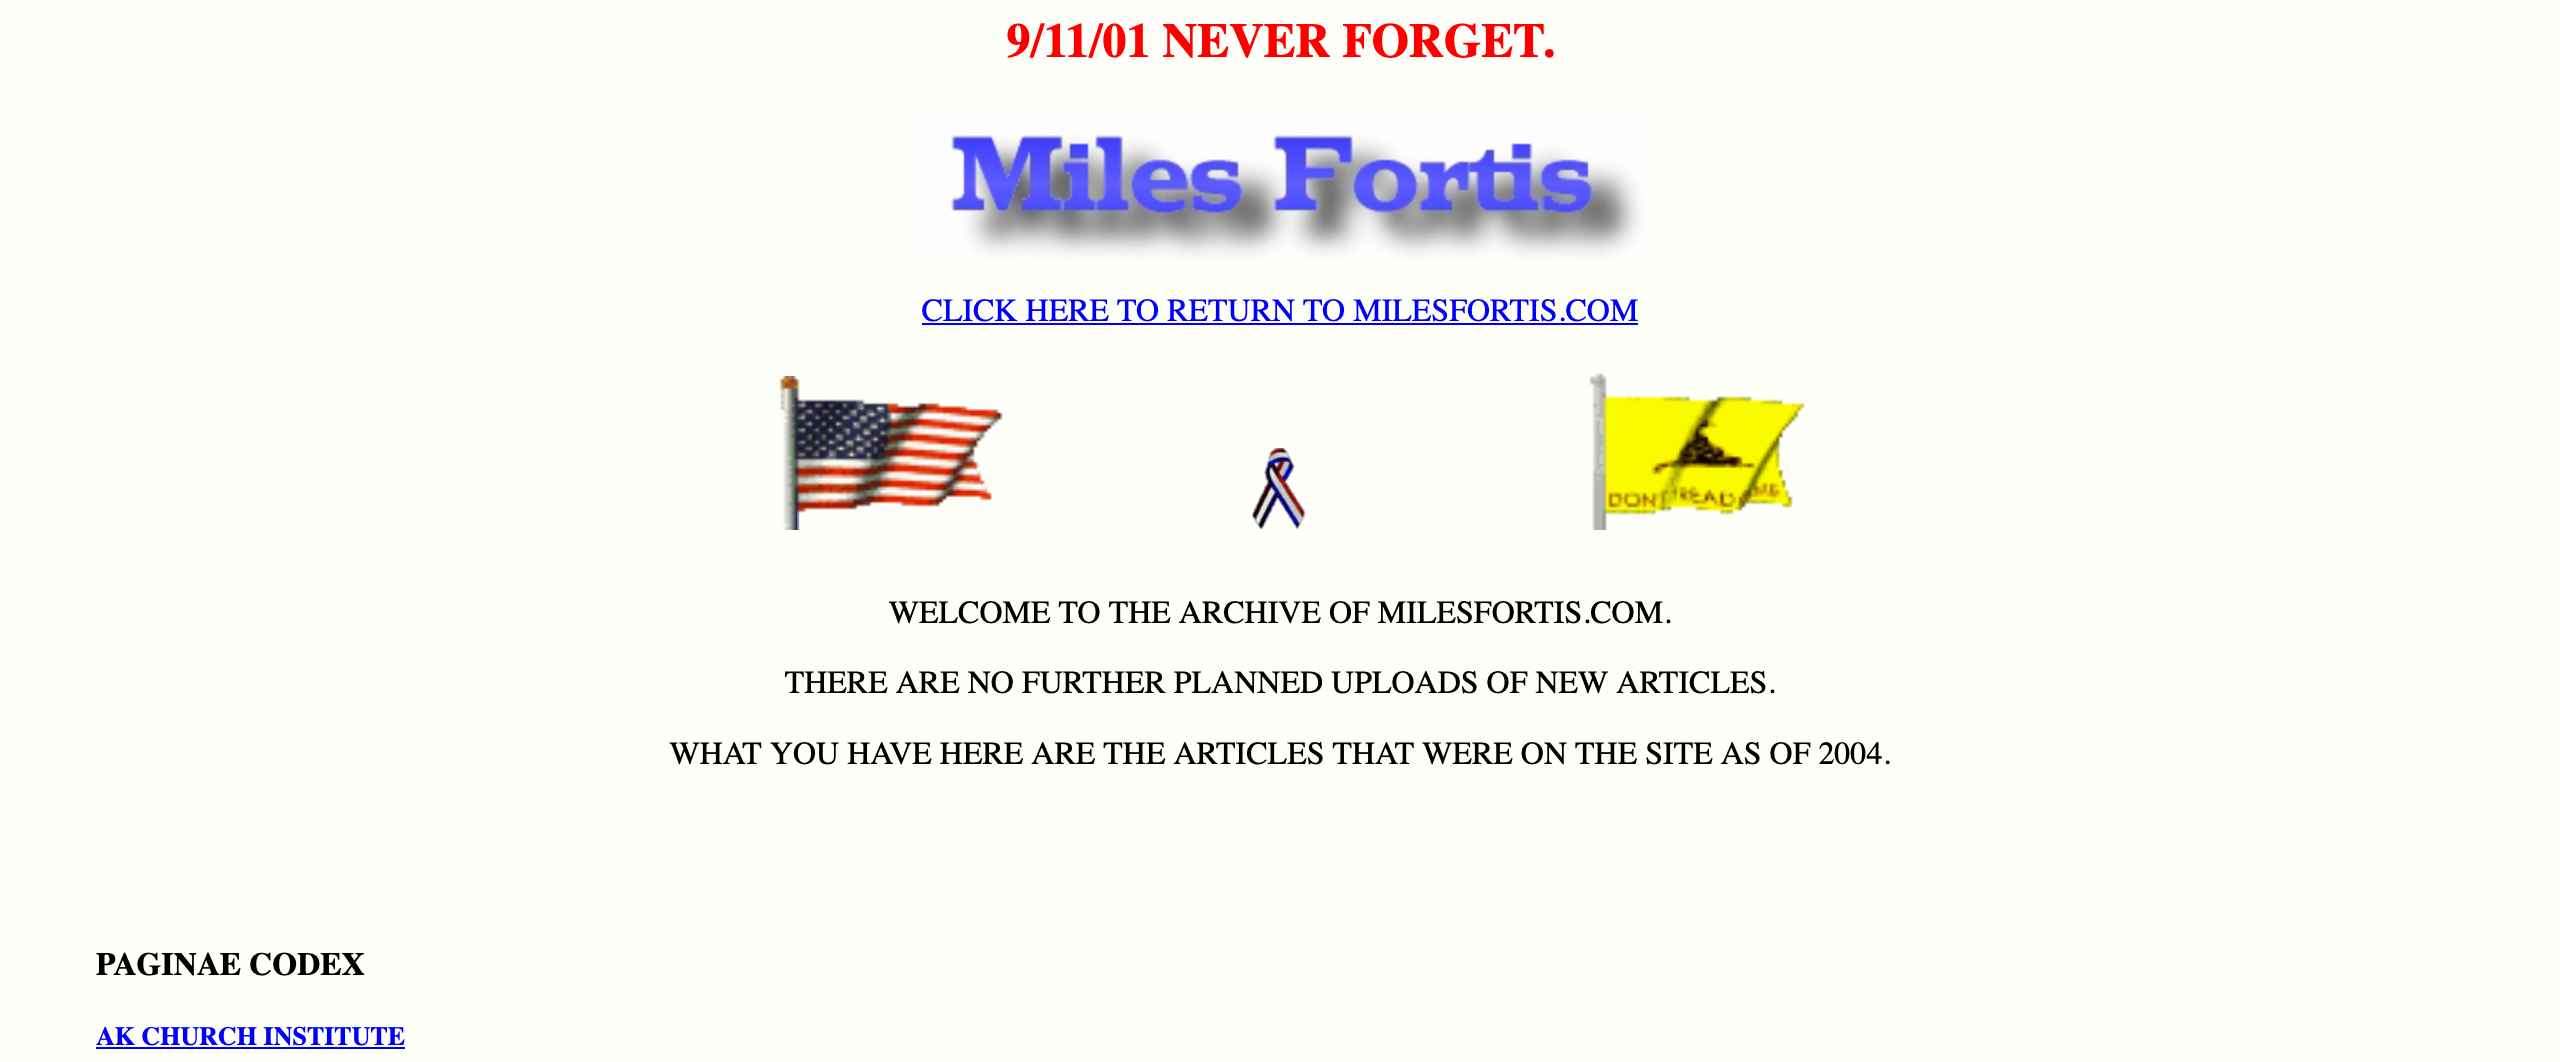 9/11/01 NEVER FORGET.
Miles Fortis
CLICK HERE TO RETURN TO MILESFORTIS.COM
DONT TREAD ME
WELCOME TO THE ARCHIVE OF MILESFORTIS.COM.
THERE ARE NO FURTHER PLANNED UPLOADS OF NEW ARTICLES.
WHAT YOU HAVE HERE ARE THE ARTICLES THAT WERE ON THE SITE AS OF 2004.
PAGINAE CODEX
AK CHURCH INSTITUTE